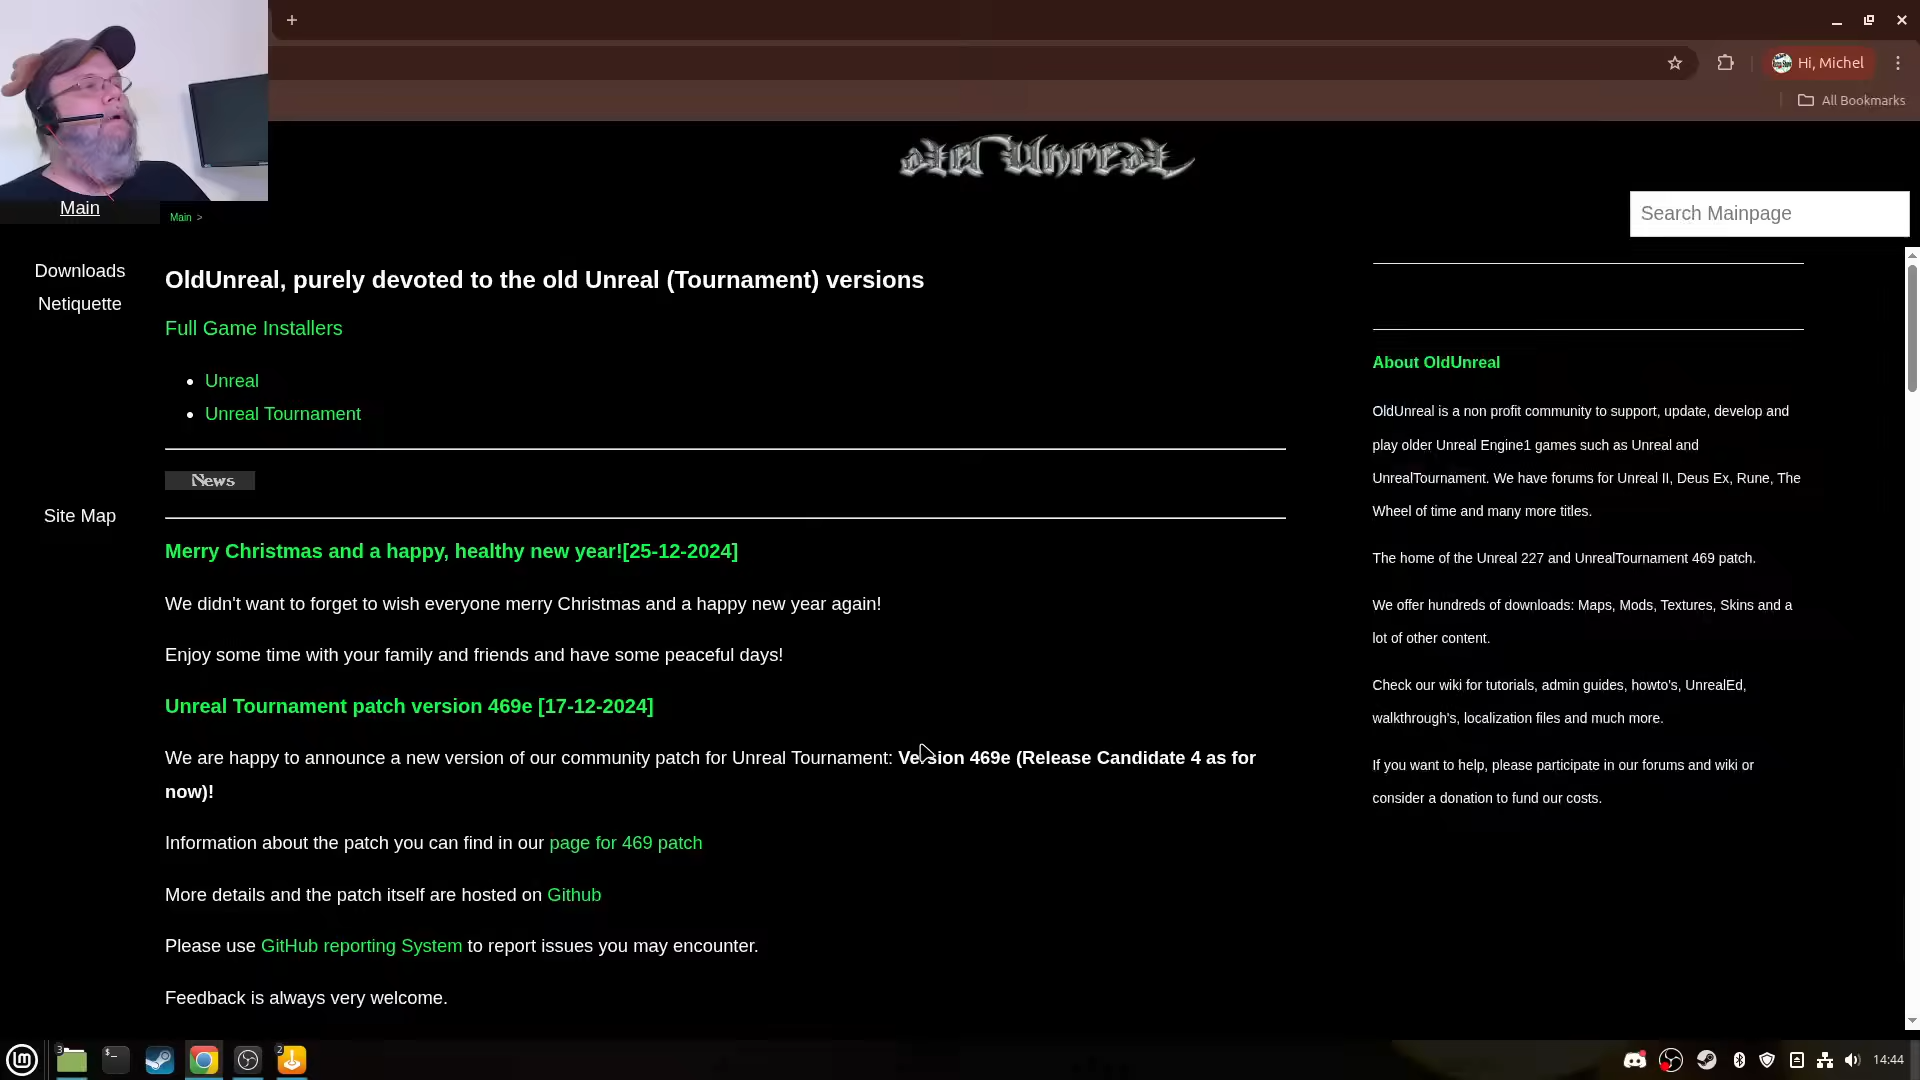 Hi, Michel
All Bookmarks
old Unreal
Main
Main >
Search Mainpage
Downloads
Netiquette
Site Map
OldUnreal, purely devoted to the old Unreal (Tournament) versions
Full Game Installers
Unreal
Unreal Tournament
News
Merry Christmas and a happy, healthy new year![25-12-2024]
We didn't want to forget to wish everyone merry Christmas and a happy new year again!
Enjoy some time with your family and friends and have some peaceful days!
Unreal Tournament patch version 469e [17-12-2024]
We are happy to announce a new version of our community patch for Unreal Tournament: Version 469e (Release Candidate 4 as for
now)!
Information about the patch you can find in our page for 469 patch
More details and the patch itself are hosted on Github
Please use GitHub reporting System to report issues you may encounter.
Feedback is always very welcome.
About OldUnreal
OldUnreal is a non profit community to support, update, develop and
play older Unreal Engine1 games such as Unreal and
UnrealTournament. We have forums for Unreal II, Deus Ex, Rune, The
Wheel of time and many more titles.
The home of the Unreal 227 and UnrealTournament 469 patch.
We offer hundreds of downloads: Maps, Mods, Textures, Skins and a
lot of other content.
Check our wiki for tutorials, admin guides, howto's, UnrealEd,
walkthrough's, localization files and much more.
If you want to help, please participate in our forums and wiki or
consider a donation to fund our costs.
3
$_
2
14:44